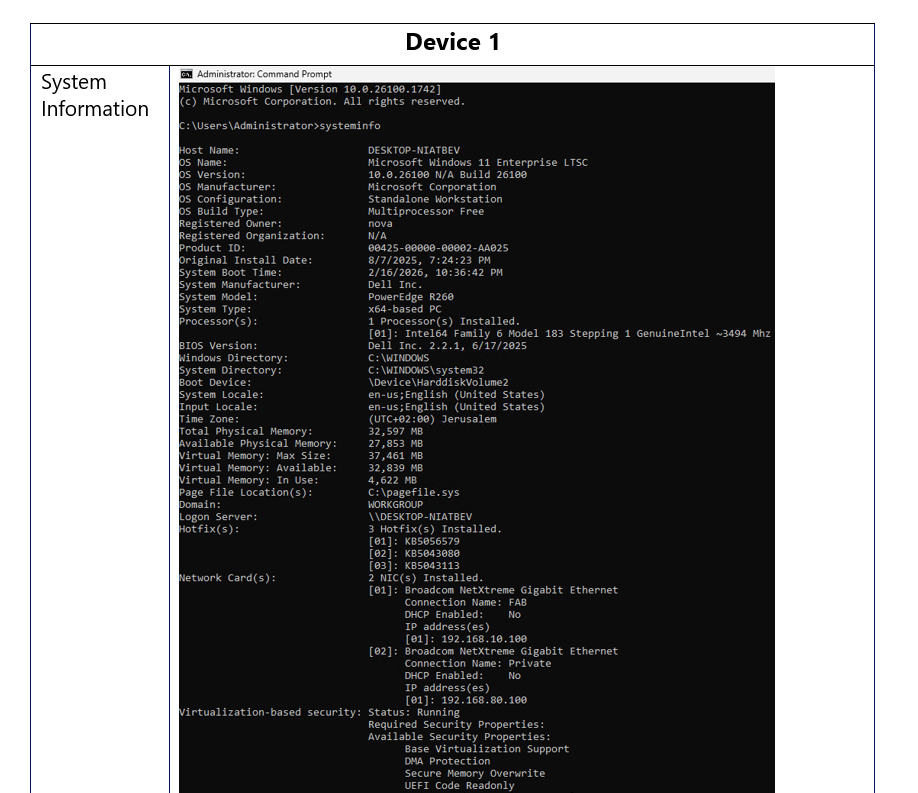 Device 1
System
Information
Administrator: Command Prompt
Microsoft Windows [Version 10.0.26100.1742]
(c) Microsoft Corporation. All rights reserved.
C:\Users\Administrator>systeminfo
Host Name: DESKTOP-NIATBEV
OS Name: Microsoft Windows 11 Enterprise LTSC
OS Version: 10.0.26100 N/A Build 26100
OS Manufacturer: Microsoft Corporation
OS Configuration: Standalone Workstation
OS Build Type: Multiprocessor Free
Registered Owner: nova
Registered Organization: N/A
Product ID: 00425-00000-00002-AA025
Original Install Date: 8/7/2025, 7:24:23 PM
System Boot Time: 2/16/2026, 10:36:42 PM
System Manufacturer: Dell Inc.
System Model: PowerEdge R260
System Type: x64-based PC
Processor(s): 1 Processor(s) Installed.
[01]: Intel64 Family 6 Model 183 Stepping 1 GenuineIntel ~3494 Mhz
BIOS Version: Dell Inc. 2.2.1, 6/17/2025
Windows Directory: C:\WINDOWS
System Directory: C:\WINDOWS\system32
Boot Device: \Device\HarddiskVolume2
System Locale: en-us;English (United States)
Input Locale: en-us;English (United States)
Time Zone: (UTC+02:00) Jerusalem
Total Physical Memory: 32,597 MB
Available Physical Memory: 27,853 MB
Virtual Memory: Max Size: 37,461 MB
Virtual Memory: Available: 32,839 MB
Virtual Memory: In Use: 4,622 MB
Page File Location(s): C:\pagefile.sys
Domain: WORKGROUP
Logon Server: \\DESKTOP-NIATBEV
Hotfix(s): 3 Hotfix(s) Installed.
[01]: KB5056579
[02]: KB5043080
[03]: KB5043113
Network Card(s): 2 NIC(s) Installed.
[01]: Broadcom NetXtreme Gigabit Ethernet
Connection Name: FAB
DHCP Enabled: No
IP address(es)
[01]: 192.168.10.100
[02]: Broadcom NetXtreme Gigabit Ethernet
Connection Name: Private
DHCP Enabled: No
IP address(es)
[01]: 192.168.80.100
Virtualization-based security: Status: Running
Required Security Properties:
Available Security Properties:
Base Virtualization Support
DMA Protection
Secure Memory Overwrite
UEFI Code Readonly